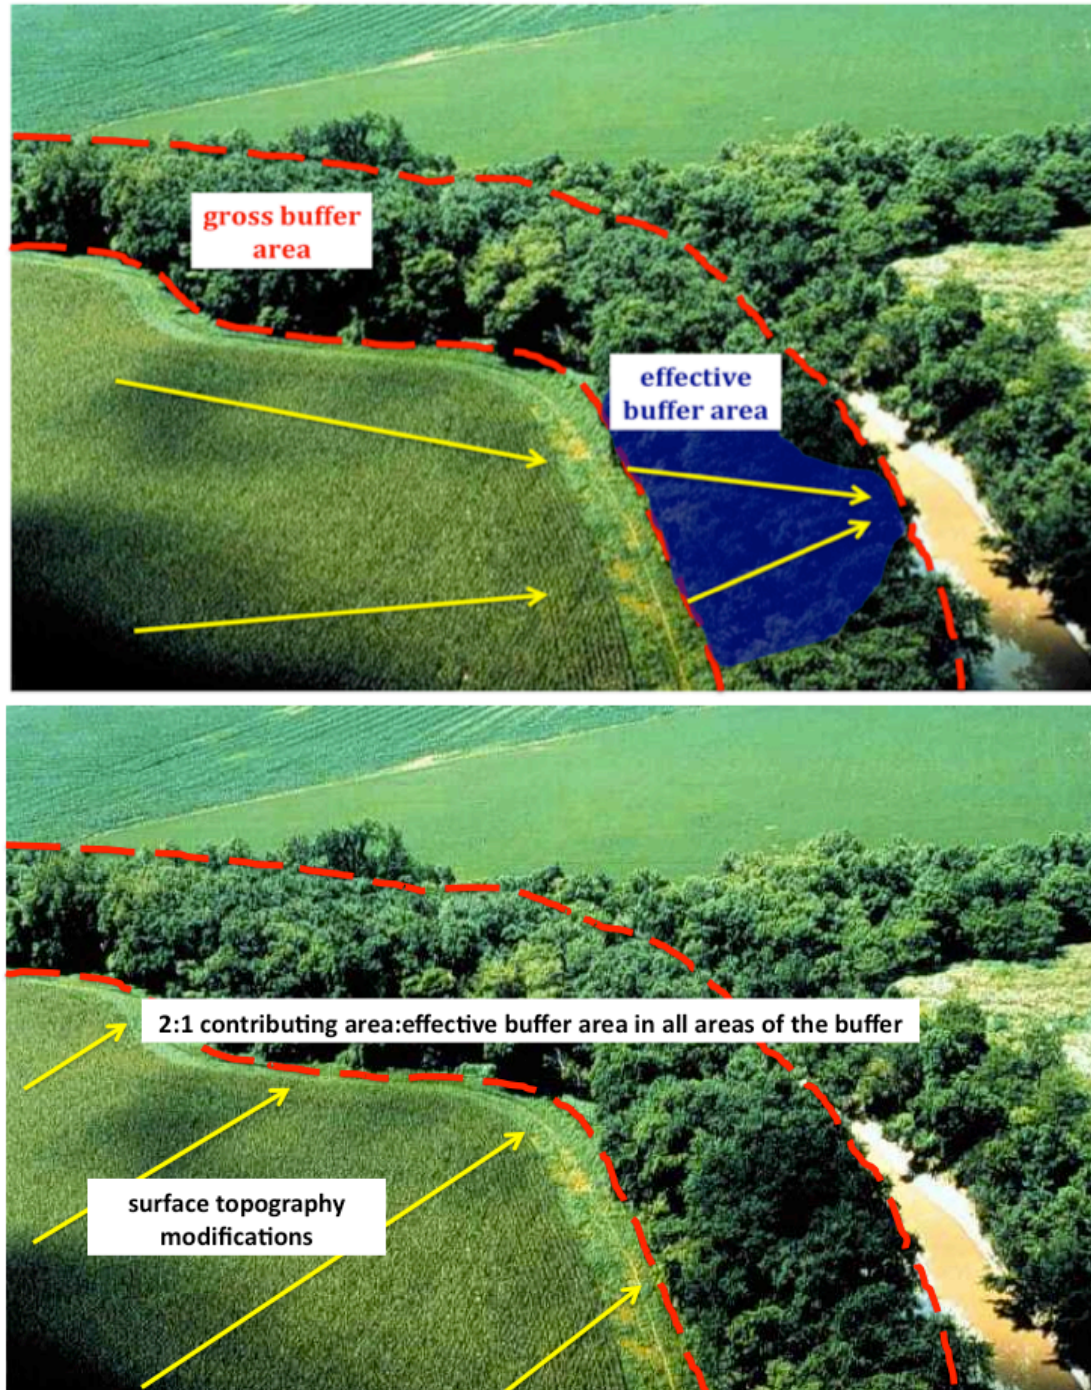 gross buffer
area
effective
buffer area
2:1 contributing area:effective buffer area in all areas of the buffer
surface topography
modifications